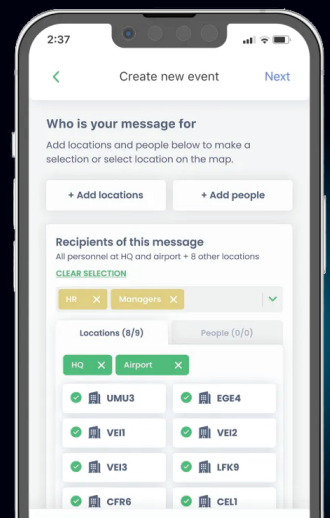 2:37
Create new event
Next
Who is your message for
Add locations and people below to make a
selection or select location on the map.
+ Add locations
+ Add people
Recipients of this message
All personnel at HQ and airport + 8 other locations
CLEAR SELECTION
HR
Managers
Locations (8/9)
People (0/0)
HQ
Airport
UMU3
EGE4
VEI1
VEI2
VEI3
LFK9
CFR6
CEL1